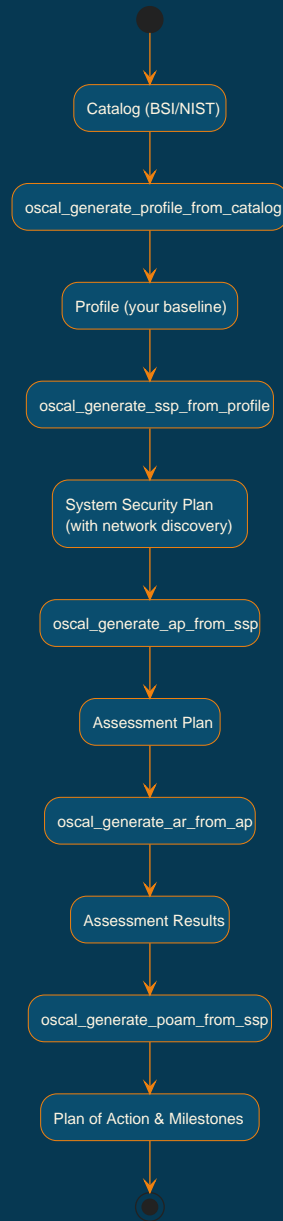 Catalog (BSI/NIST)
oscal_generate_profile_from_catalog
Profile (your baseline)
oscal_generate_ssp_from_profile
System Security Plan
(with network discovery)
oscal_generate_ap_from_ssp
Assessment Plan
oscal_generate_ar_from_ap
Assessment Results
oscal_generate_poam_from_ssp
Plan of Action & Milestones